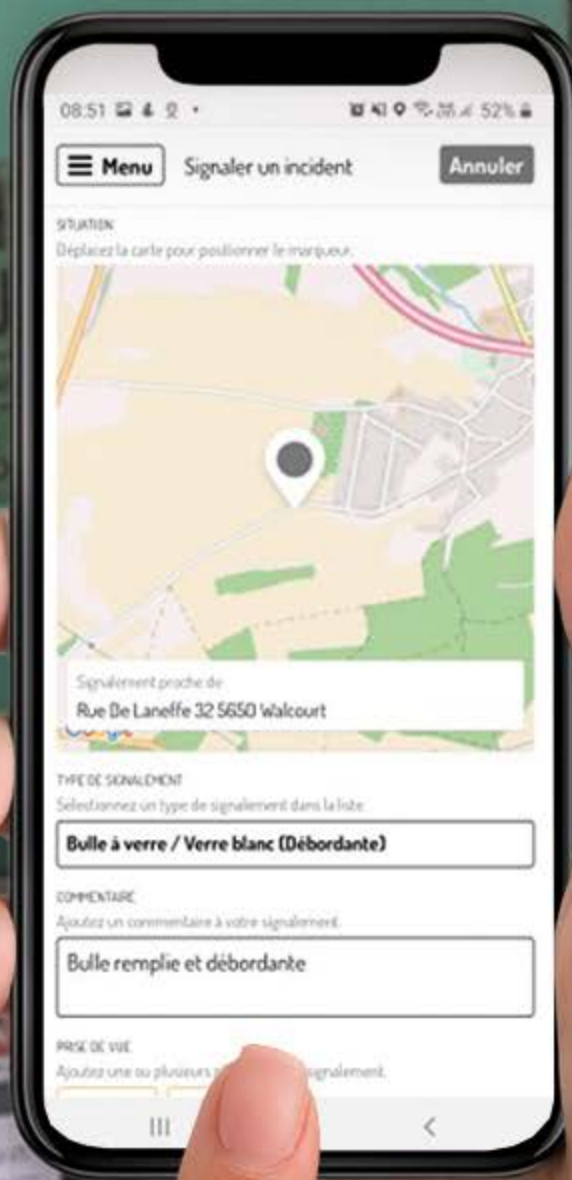 08:51
52%
Menu
Signaler un incident
Annuler
SITUATION
Déplacez la carte pour positionner le marqueur.
Signalement proche de
Rue De Laneffe 32 5650 Walcourt
TYPE DE SIGNALEMENT
Sélectionnez un type de signalement dans la liste
Bulle à verre / Verre blanc (Débordante)
COMMENTAIRE
Ajoutez un commentaire à votre signalement.
Bulle remplie et débordante
PRISE DE VUE
Ajoutez une ou plusieurs signalement.